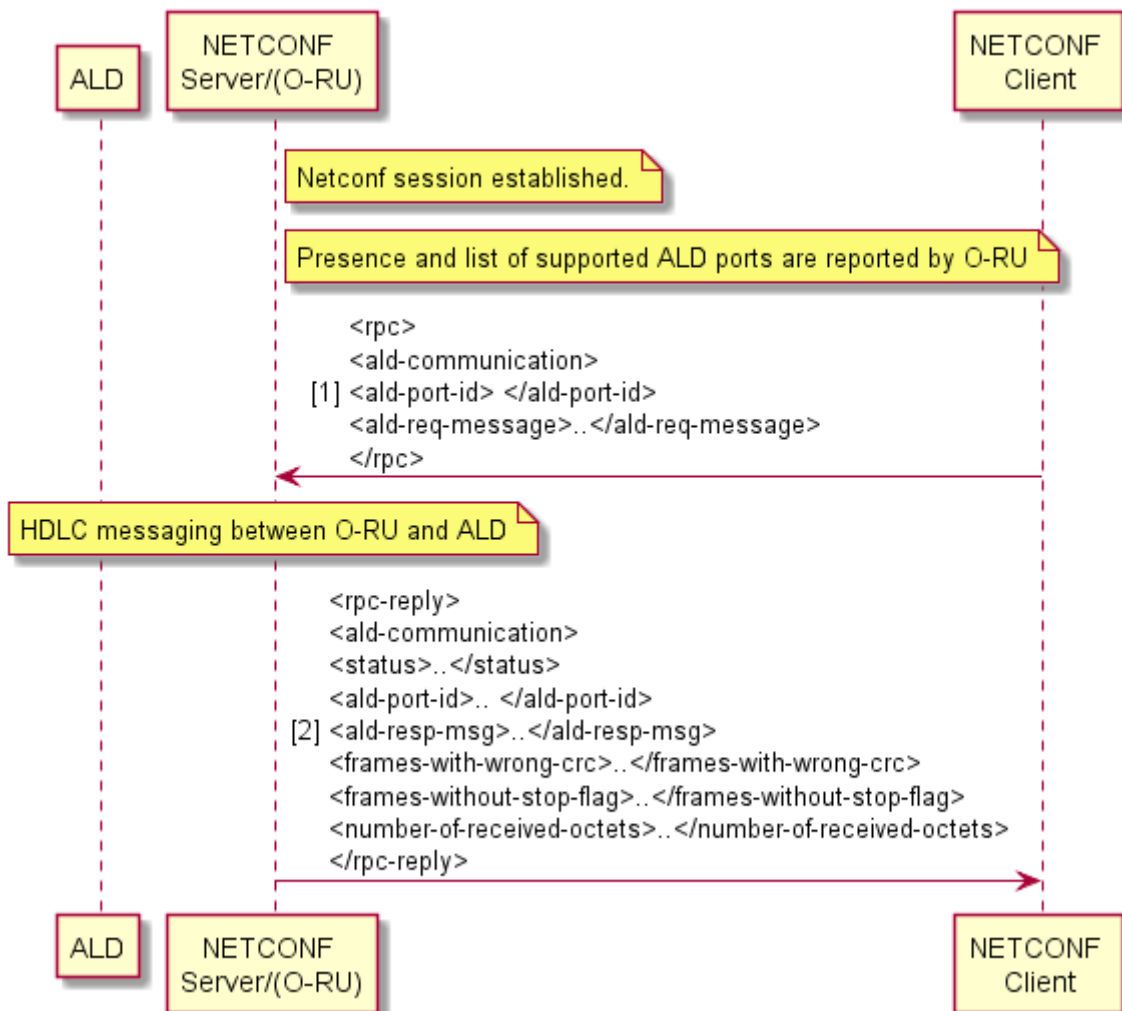 ALD
NETCONF
Server/(O-RU)
NETCONF
Client
Netconf session established.
Presence and list of supported ALD ports are reported by O-RU
<rpc>
<ald-communication>
[1] <ald-port-id> </ald-port-id>
<ald-req-message>..</ald-req-message>
</rpc>
HDLC messaging between O-RU and ALD
<rpc-reply>
<ald-communication>
<status>..</status>
<ald-port-id>.. </ald-port-id>
[2] <ald-resp-msg>..</ald-resp-msg>
<frames-with-wrong-crc>..</frames-with-wrong-crc>
<frames-without-stop-flag>..</frames-without-stop-flag>
<number-of-received-octets>..</number-of-received-octets>
</rpc-reply>
ALD
NETCONF
Server/(O-RU)
NETCONF
Client